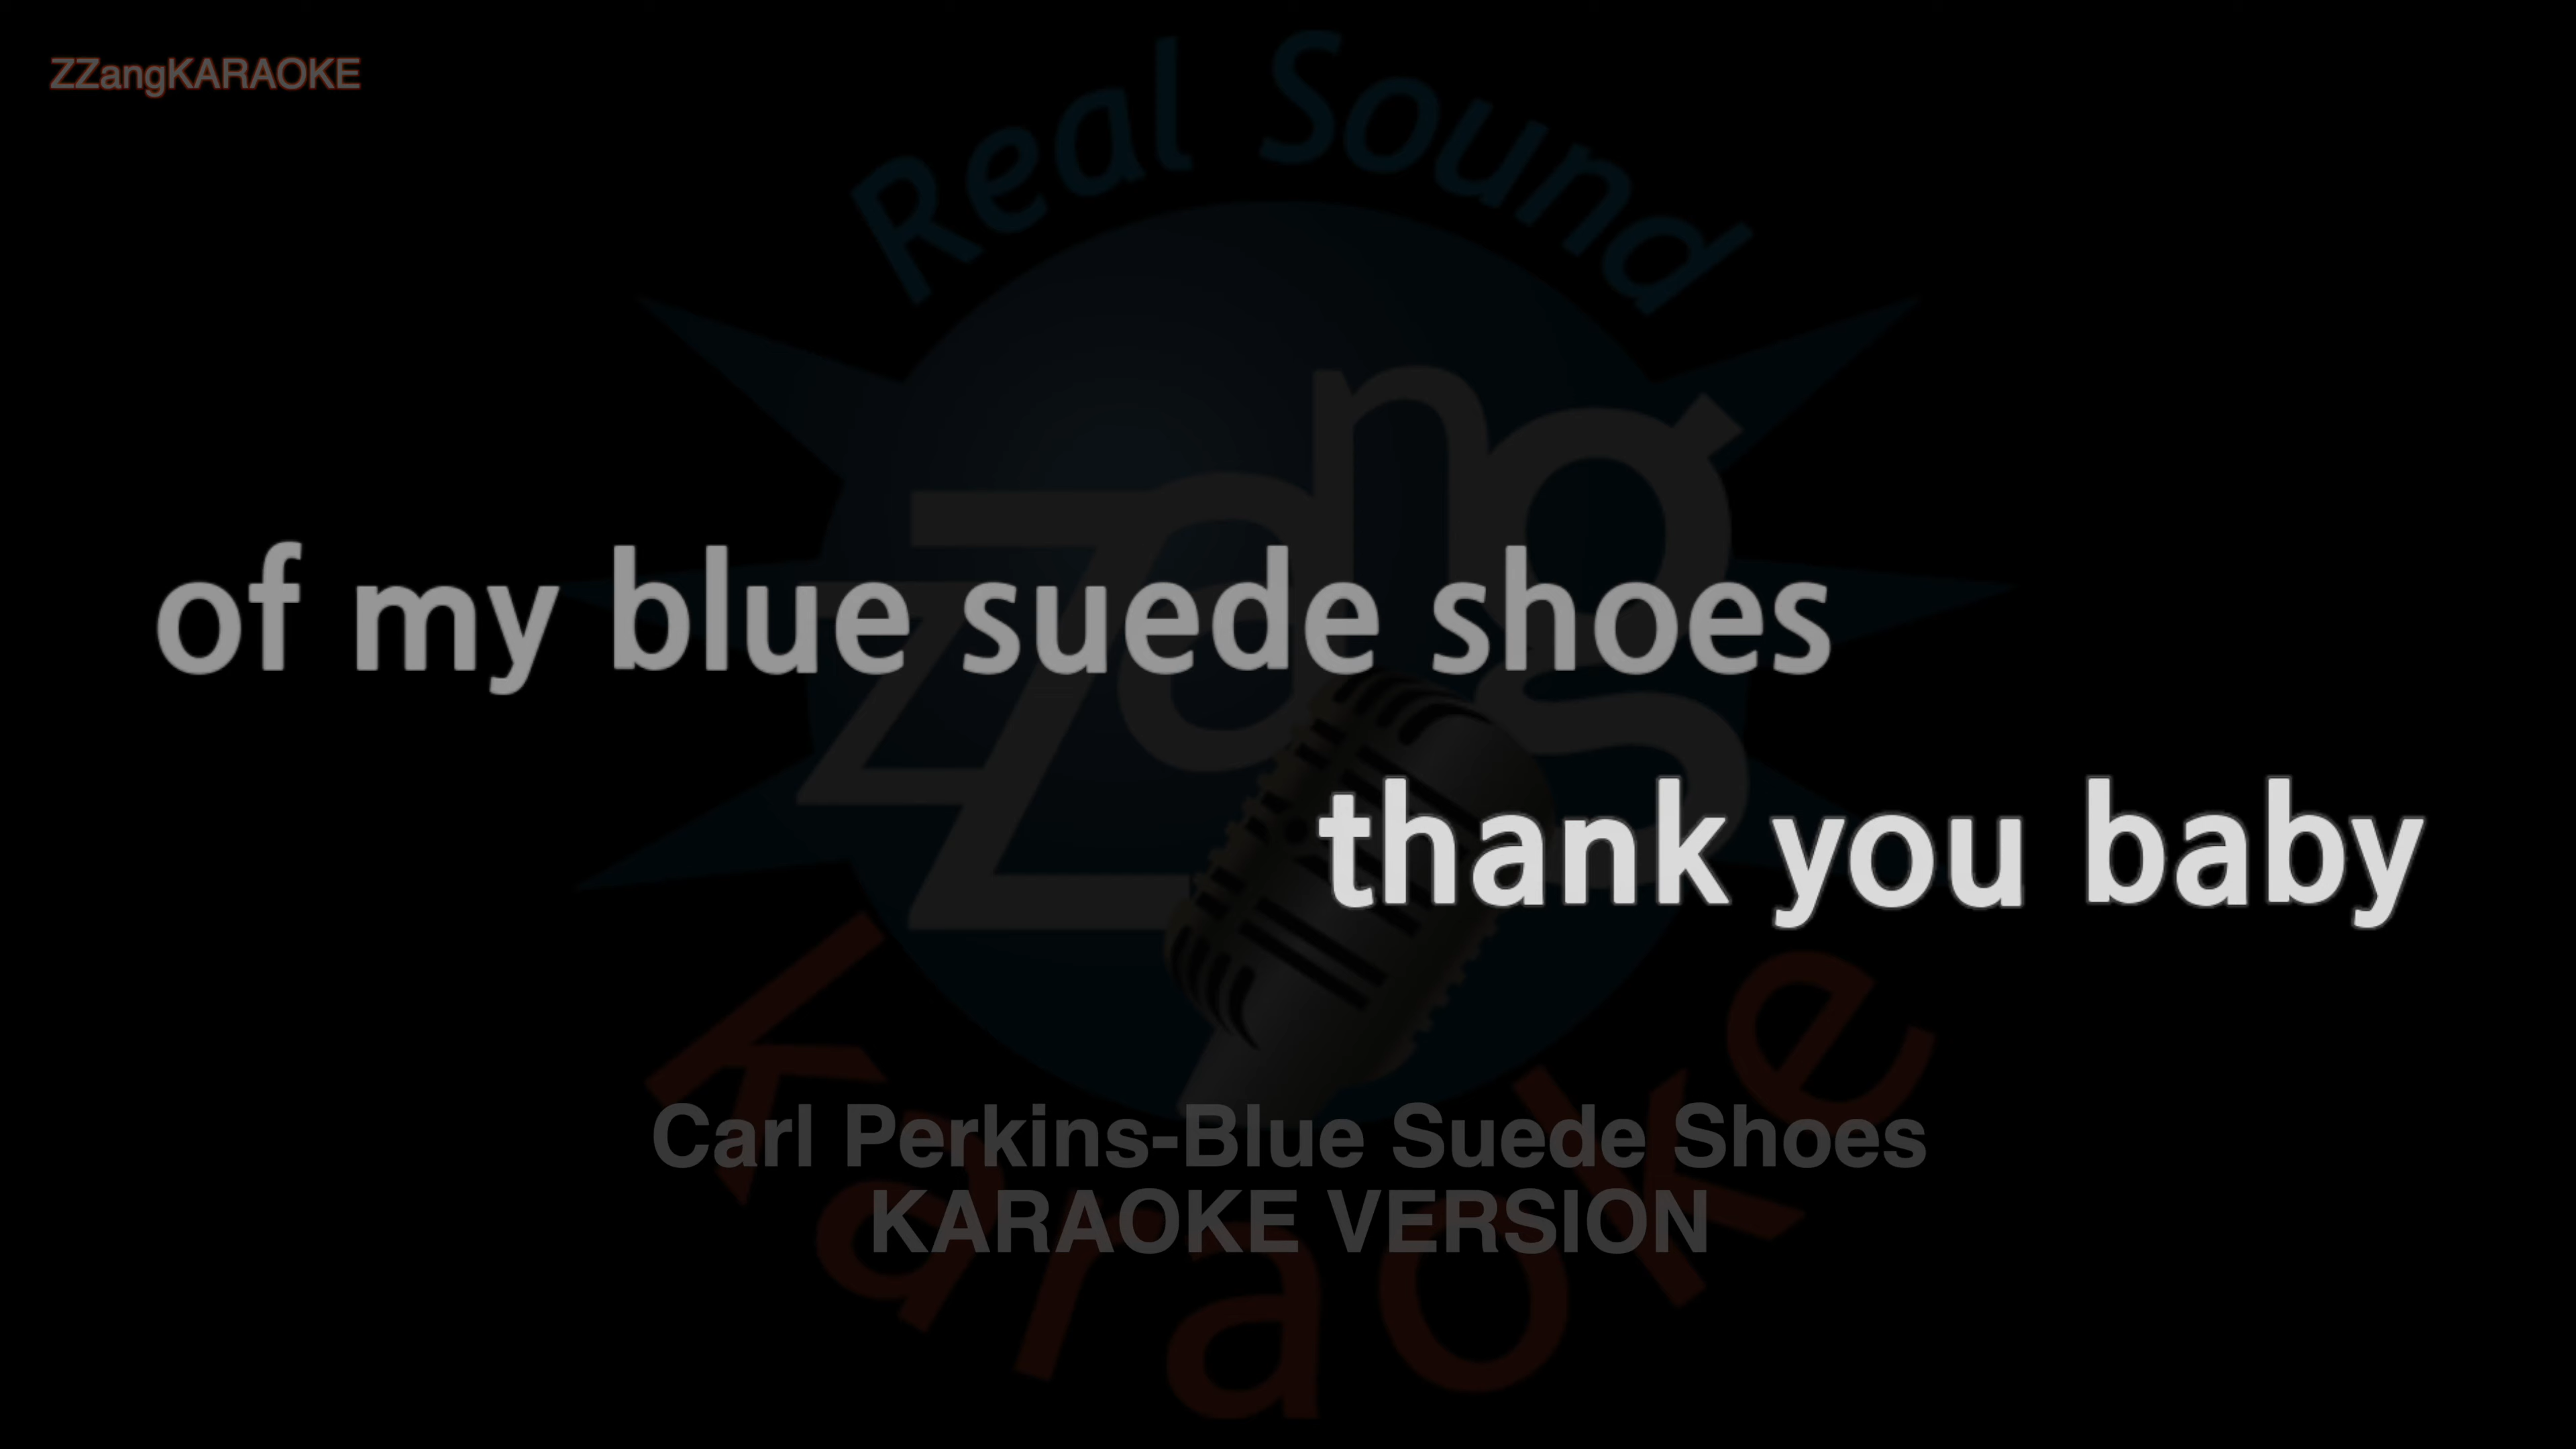 ZZangKARAOKE
Real Sound
ZZang
of my blue suede shoes
thank you baby
Karaoke
Carl Perkins-Blue Suede Shoes
KARAOKE VERSION